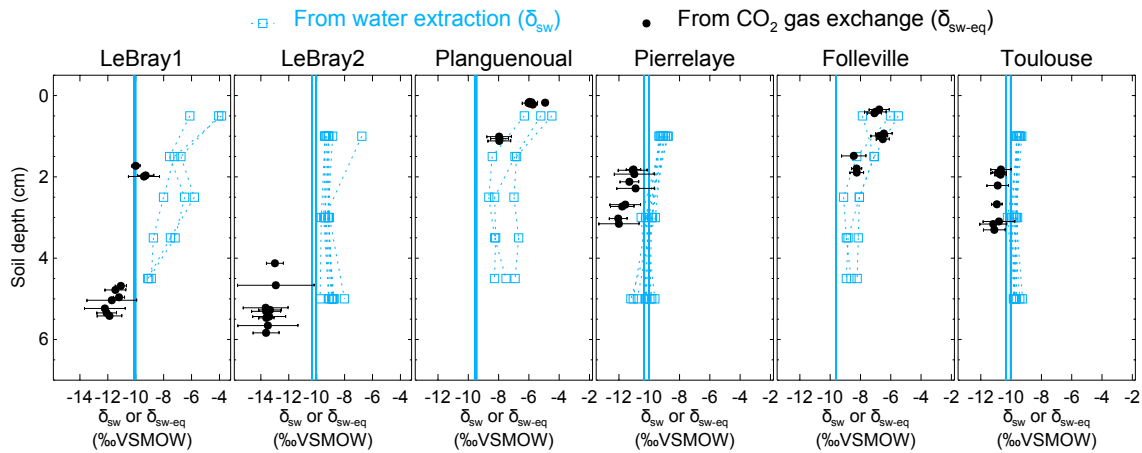 From water extraction (δsw)
From CO2 gas exchange (δsw-eq)
LeBray1
LeBray2
Planguenoual
Pierrelaye
Folleville
Toulouse
Soil depth (cm)
0
2
4
6
-14 -12 -10 -8 -6 -4
-14 -12 -10 -8 -6 -4
-12 -10 -8 -6 -4 -2
-12 -10 -8 -6 -4 -2
-12 -10 -8 -6 -4 -2
-12 -10 -8 -6 -4 -2
δsw or δsw-eq
(‰VSMOW)
δsw or δsw-eq
(‰VSMOW)
δsw or δsw-eq
(‰VSMOW)
δsw or δsw-eq
(‰VSMOW)
δsw or δsw-eq
(‰VSMOW)
δsw or δsw-eq
(‰VSMOW)